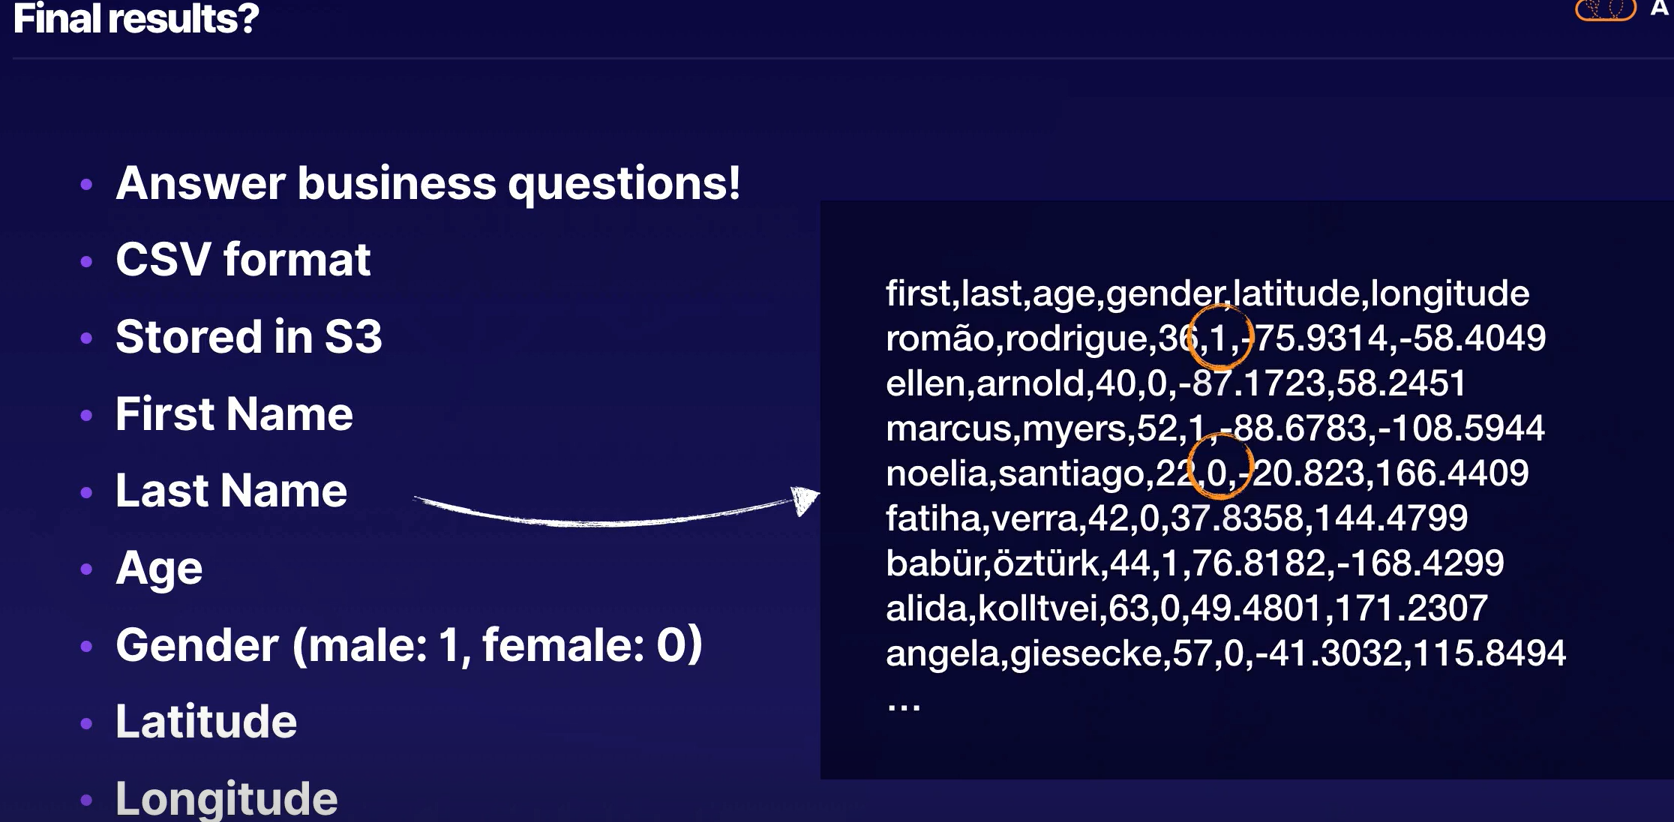 Final results?
A
Answer business questions!
CSV format
Stored in S3
First Name
Last Name
Age
Gender (male: 1, female: 0)
Latitude
Longitude
first,last,age,gender,latitude,longitude
romão,rodrigue,36,1,-75.9314,-58.4049
ellen,arnold,40,0,-87.1723,58.2451
marcus,myers,52,1,-88.6783,-108.5944
noelia,santiago,22,0,-20.823,166.4409
fatiha,verra,42,0,37.8358,144.4799
babür,öztürk,44,1,76.8182,-168.4299
alida,kolltvei,63,0,49.4801,171.2307
angela,giesecke,57,0,-41.3032,115.8494
...